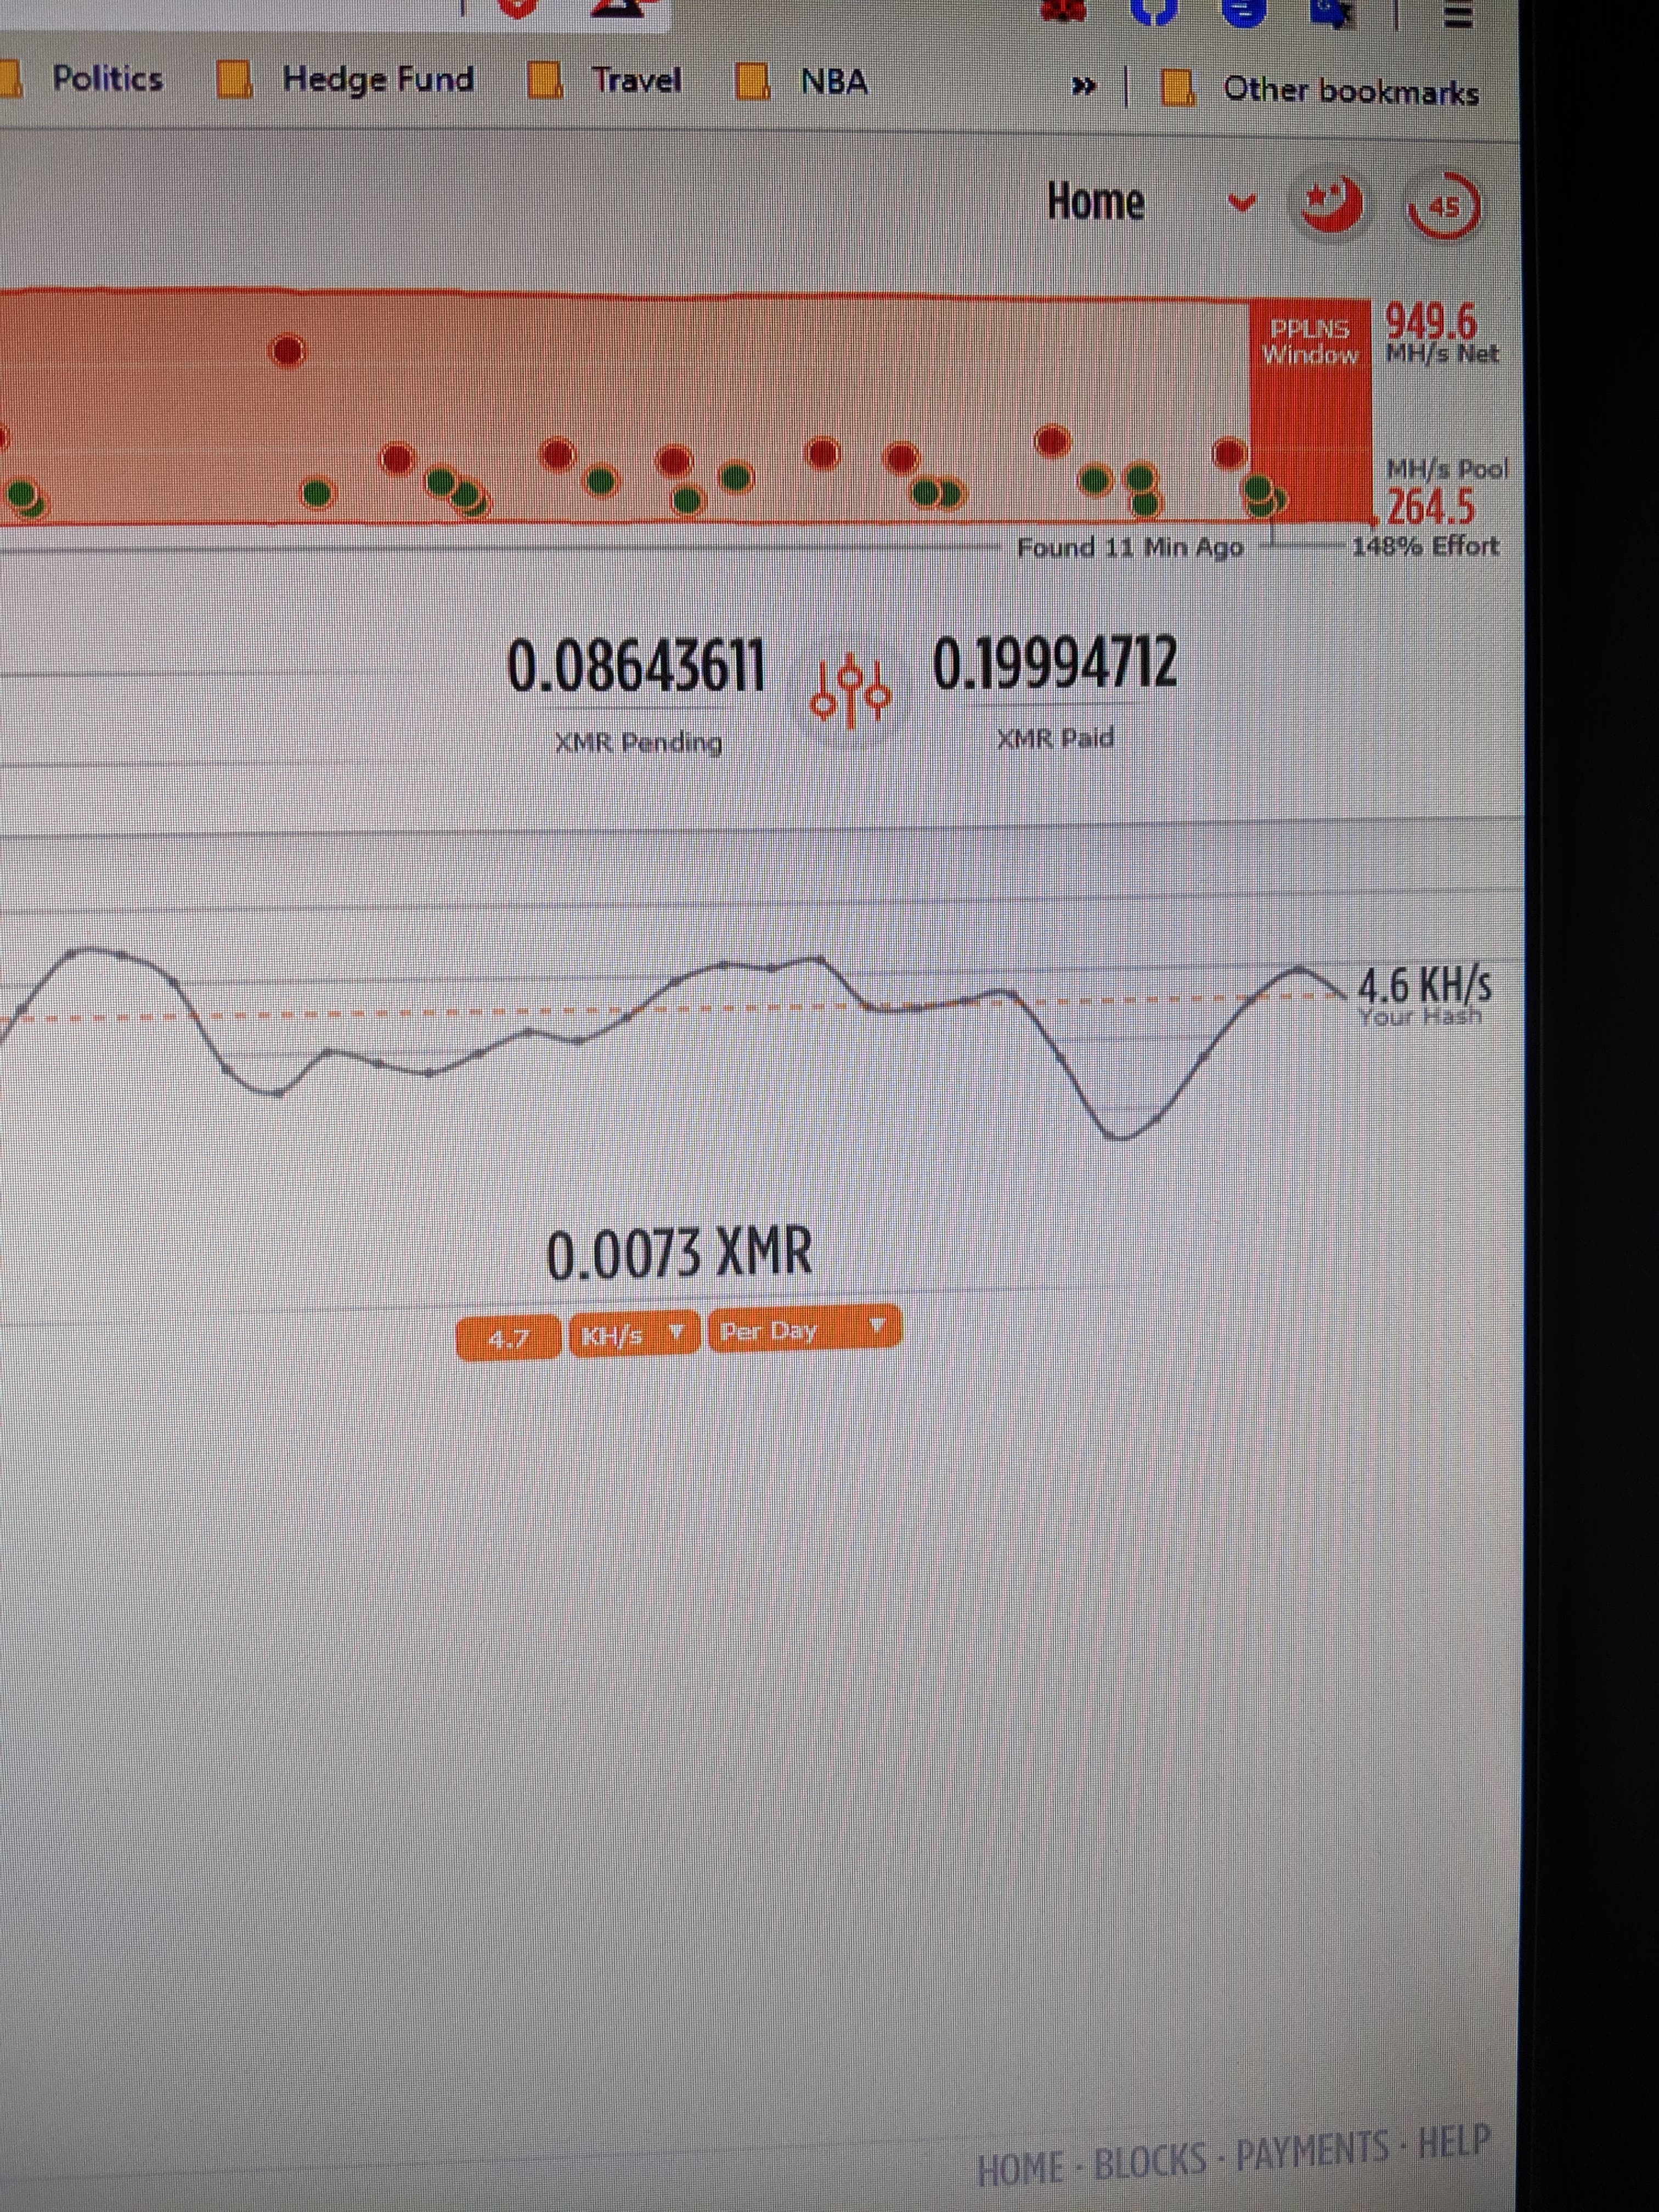 Politics Hedge Fund Travel NBA » Other bookmarks
Home 45
PPLNS
Window
949.6
MH/s Net
MH/s Pool
264.5
Found 11 Min Ago 148% Effort
0.08643611 0.19994712
XMR Pending XMR Paid
4.6 KH/s
Your Hash
0.0073 XMR
4.7 KH/s Per Day
HOME · BLOCKS · PAYMENTS · HELP